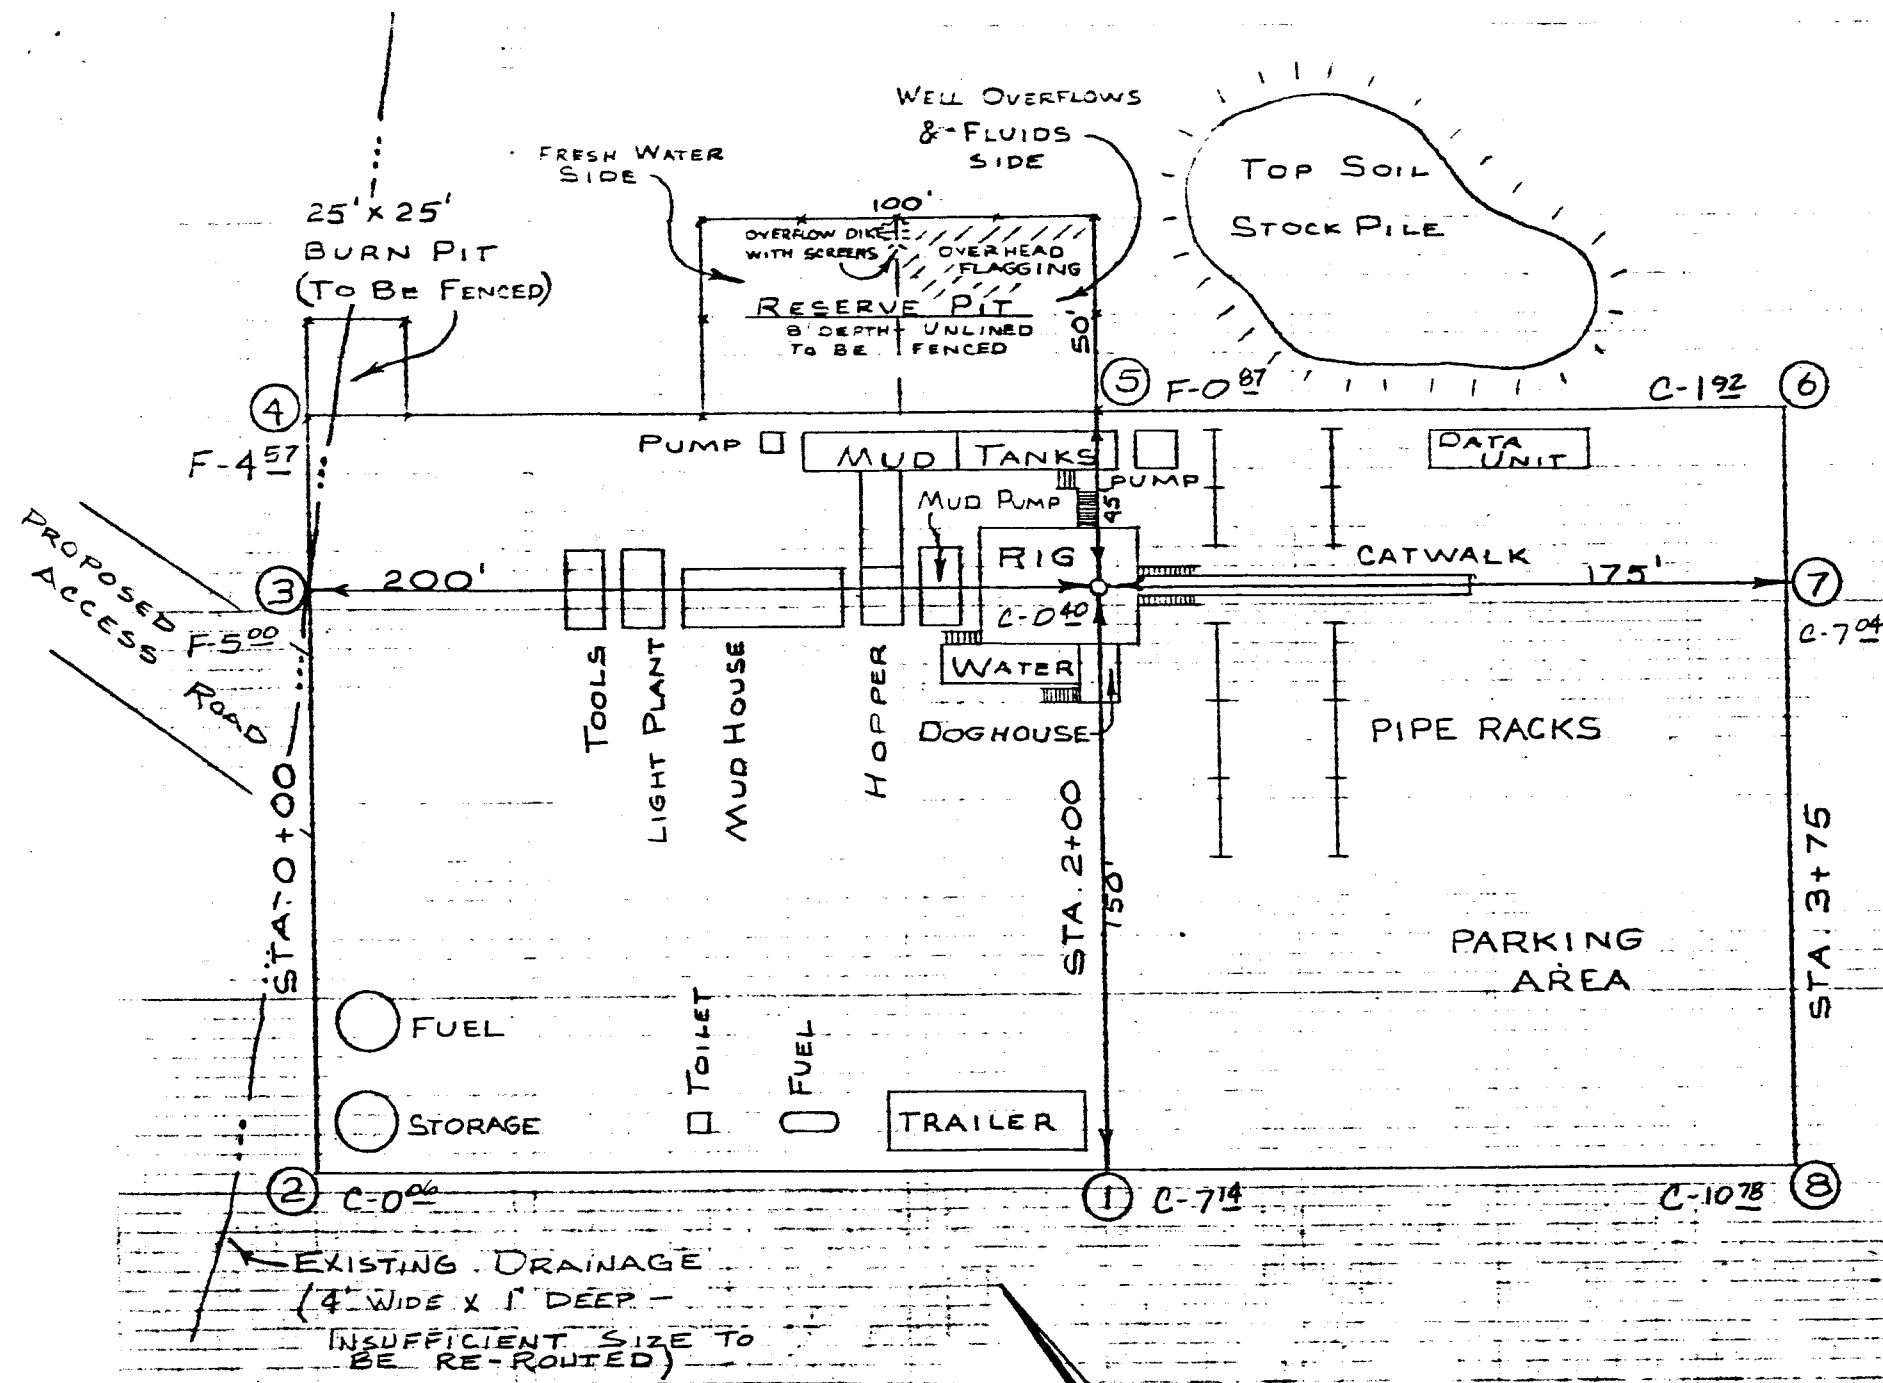 WELL OVERFLOWS
& FLUIDS
SIDE
FRESH WATER
SIDE
TOP SOIL
STOCK PILE
25' x 25'
BURN PIT
(TO BE FENCED)
100'
OVERFLOW DIKE
WITH SCREENS
OVERHEAD
FLAGGING
RESERVE PIT
8' DEPTH - UNLINED
TO BE FENCED
50'
4
5
F-0 87
C-1 92
6
F-4 57
PUMP
MUD TANKS
PUMP
DATA
UNIT
MUD PUMP
45'
PROPOSED
ACCESS
ROAD
3
200'
RIG
CATWALK
175'
7
F-5 00
C-0 40
C-7 04
WATER
TOOLS
LIGHT PLANT
MUD HOUSE
HOPPER
DOGHOUSE
PIPE RACKS
STA. 0+00
STA. 2+00
150'
STA. 3+75
PARKING
AREA
FUEL
STORAGE
TOILET
FUEL
TRAILER
2
C-0 06
1
C-7 14
C-10 78
8
EXISTING DRAINAGE
(4' WIDE x 1' DEEP -
INSUFFICIENT SIZE TO
BE RE-ROUTED)